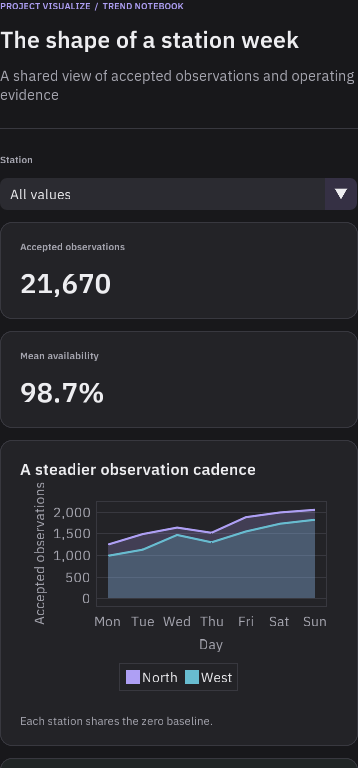 PROJECT VISUALIZE / TREND NOTEBOOK
The shape of a station week
A shared view of accepted observations and operating
evidence
Station
All values
Accepted observations
21,670
Mean availability
98.7%
A steadier observation cadence
Accepted observations
2,000
1,500
1,000
500
0
Mon Tue Wed Thu Fri Sat Sun
Day
North West
Each station shares the zero baseline.